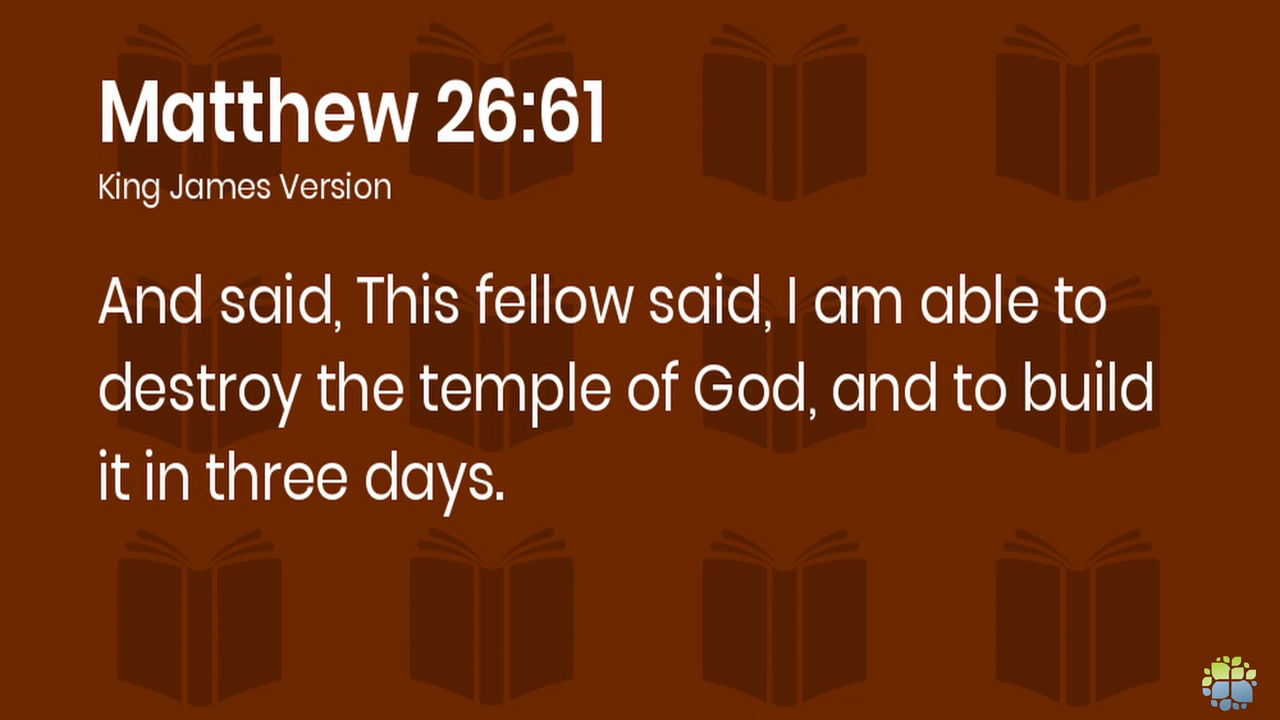 Matthew 26:61
King James Version
And said, This fellow said, I am able to
destroy the temple of God, and to build
it in three days.